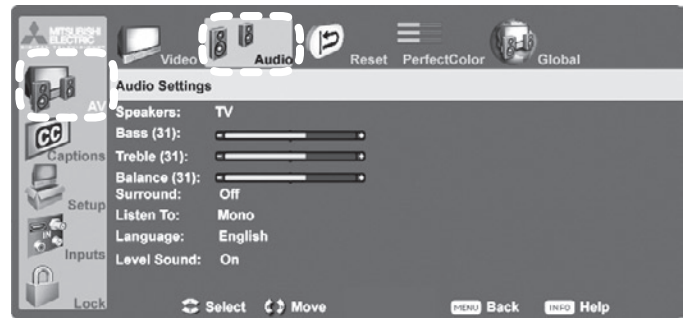 MITSUBISHI
ELECTRIC
Video Audio Reset PerfectColor Global
AV
Audio Settings
Speakers: TV
Bass (31):
CC
Captions
Treble (31):
Balance (31):
Surround: Off
Setup
Listen To: Mono
IN
Language: English
Inputs
Level Sound: On
Lock
Select Move MENU Back INFO Help